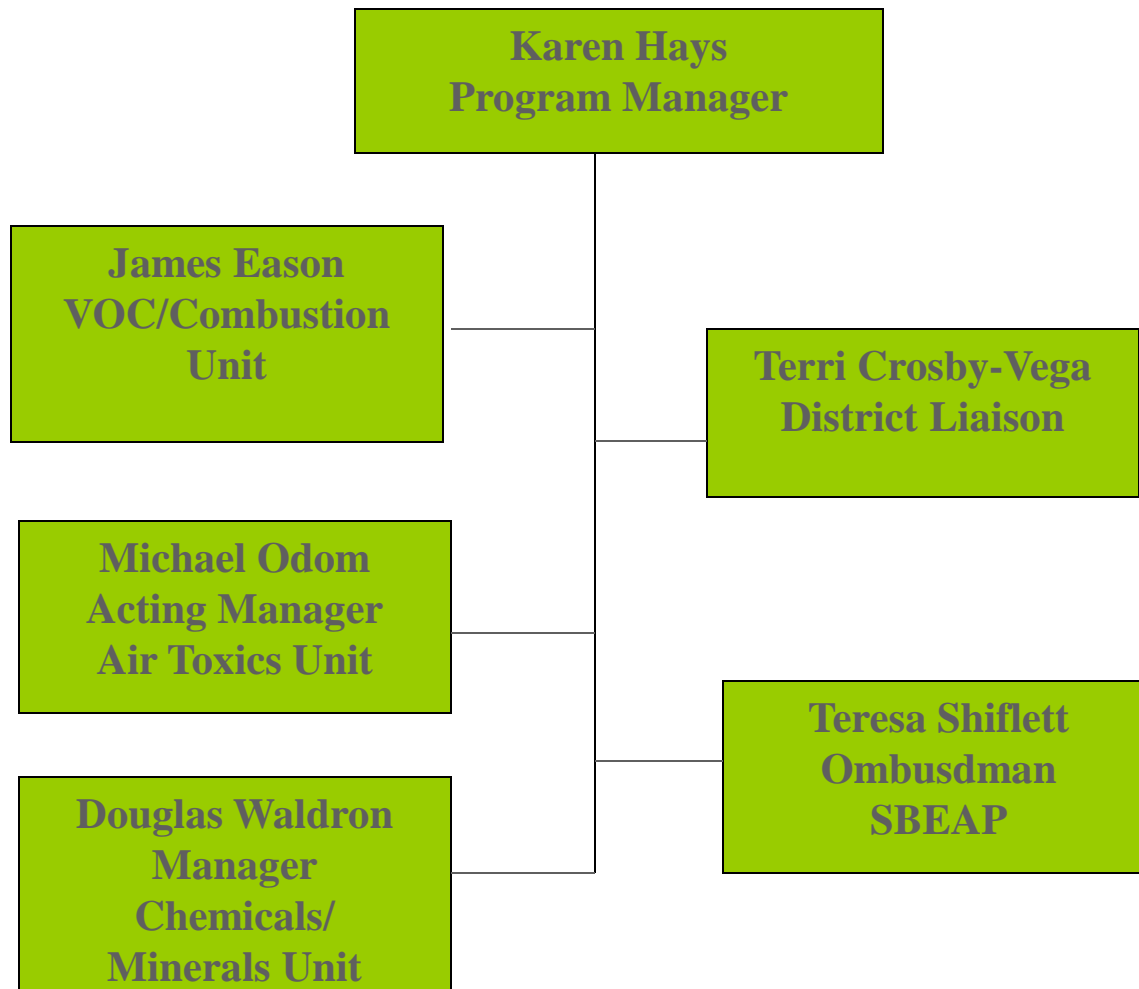 Karen Hays
Program Manager
James Eason
VOC/Combustion
Unit
Terri Crosby-Vega
District Liaison
Michael Odom
Acting Manager
Air Toxics Unit
Teresa Shiflett
Ombusdman
SBEAP
Douglas Waldron
Manager
Chemicals/
Minerals Unit